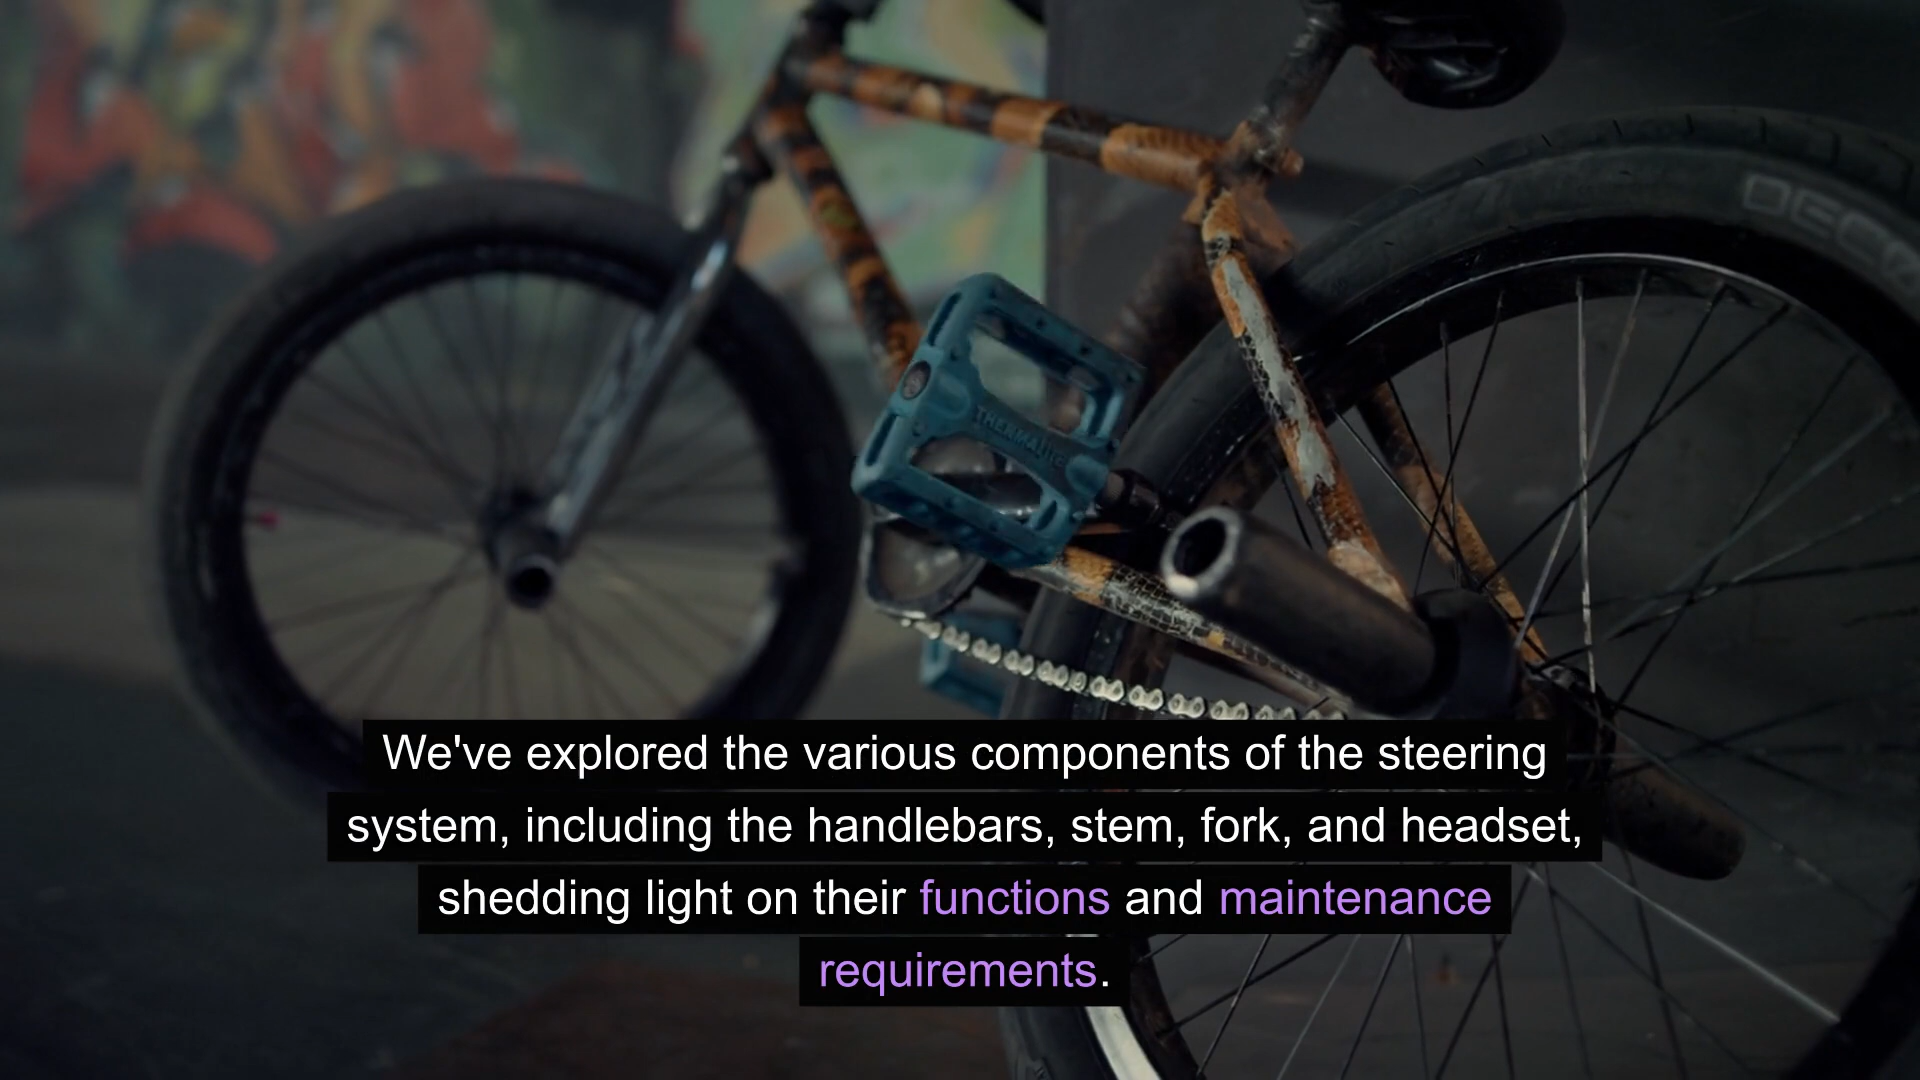 THERMALITE
We've explored the various components of the steering
system, including the handlebars, stem, fork, and headset,
shedding light on their functions and maintenance
requirements.